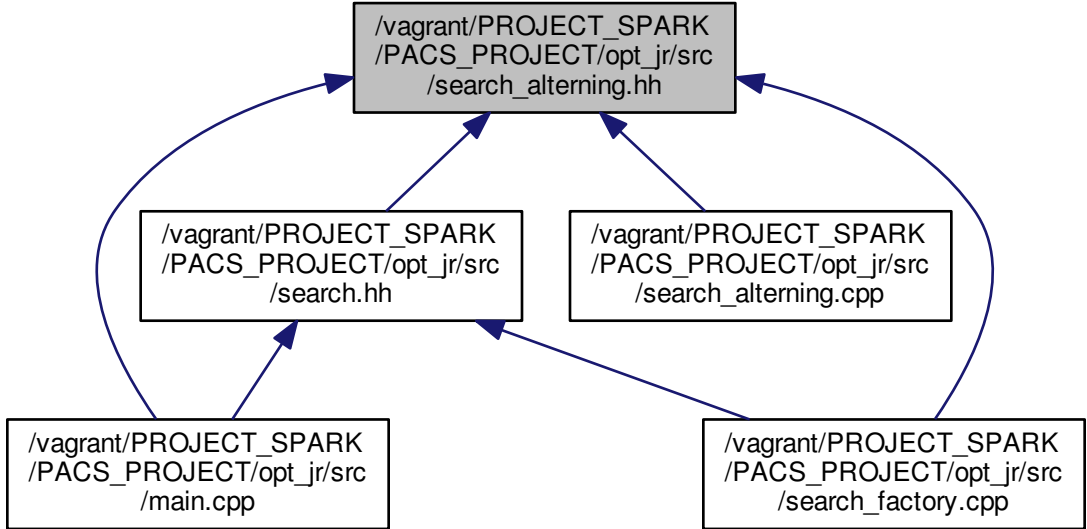 /vagrant/PROJECT_SPARK
/PACS_PROJECT/opt_jr/src
/search_alterning.hh
/vagrant/PROJECT_SPARK
/PACS_PROJECT/opt_jr/src
/search.hh
/vagrant/PROJECT_SPARK
/PACS_PROJECT/opt_jr/src
/search_alterning.cpp
/vagrant/PROJECT_SPARK
/PACS_PROJECT/opt_jr/src
/main.cpp
/vagrant/PROJECT_SPARK
/PACS_PROJECT/opt_jr/src
/search_factory.cpp